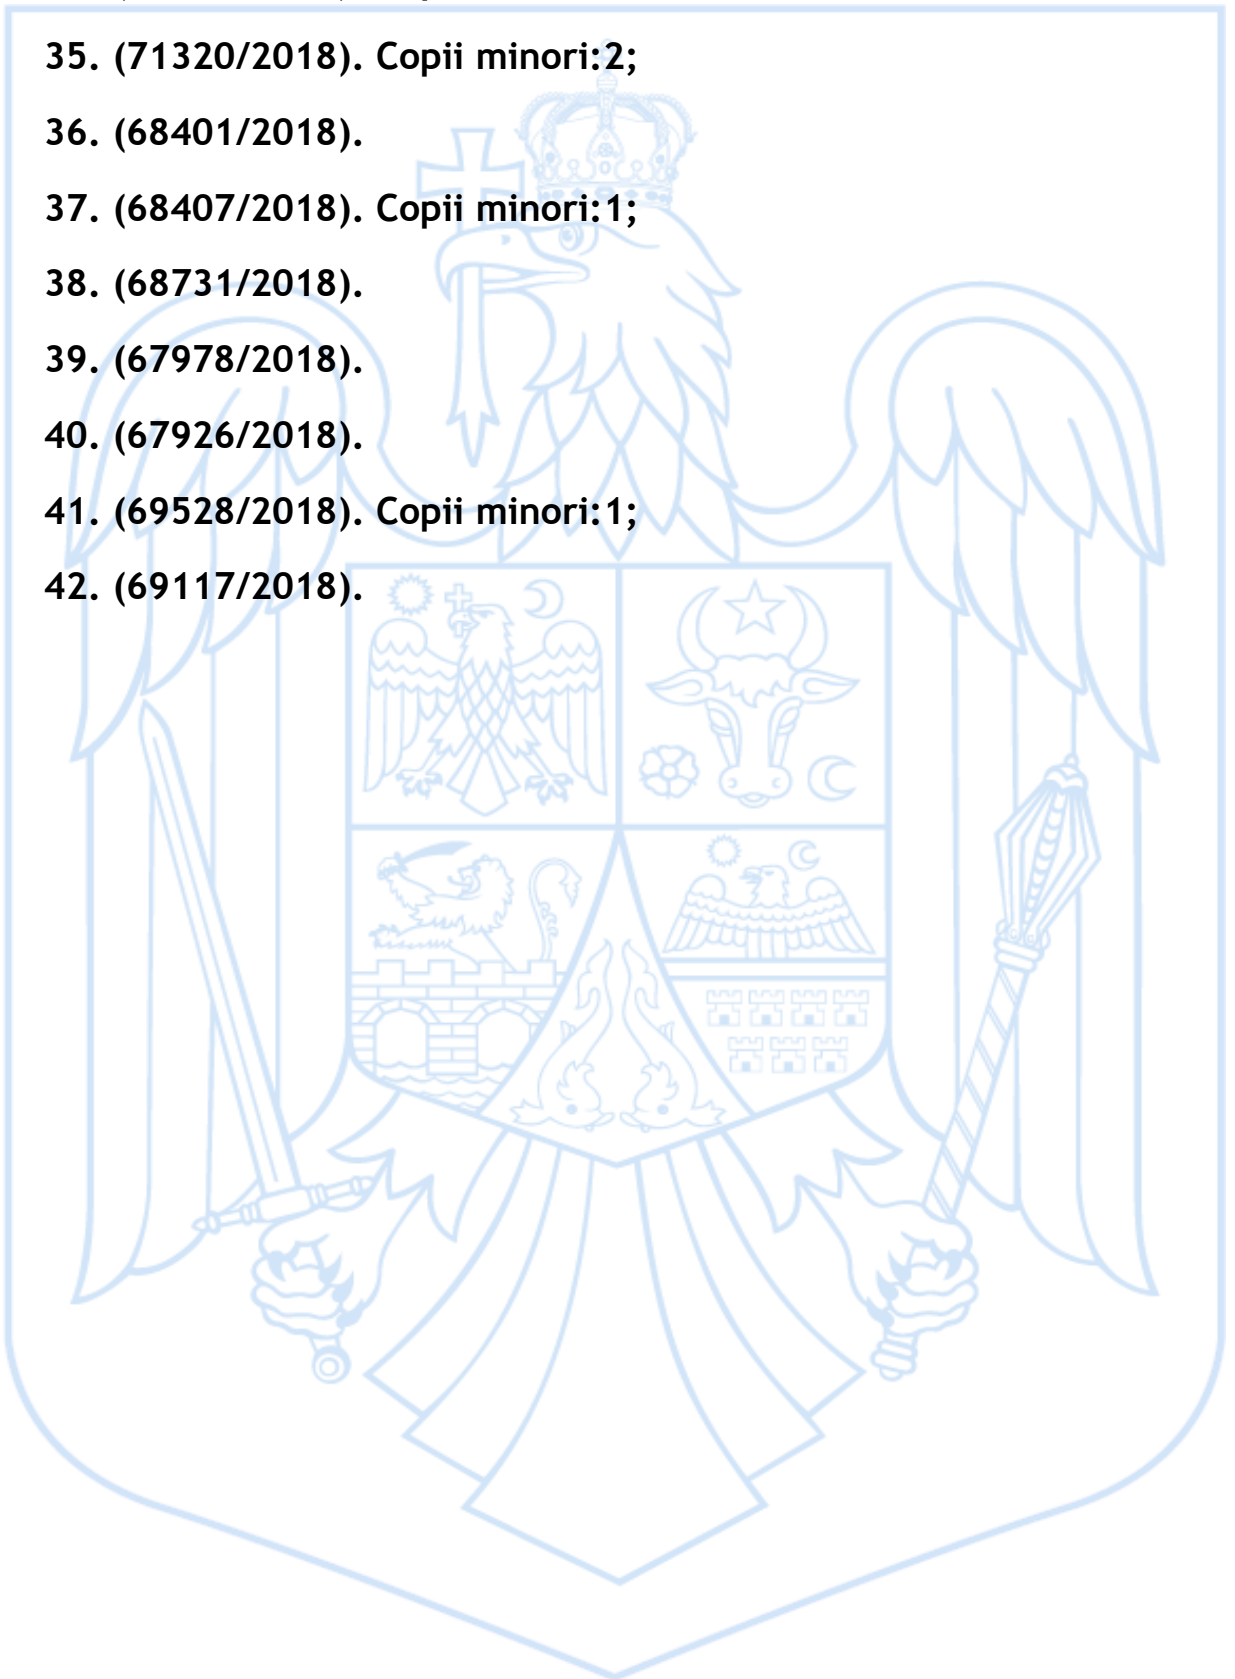 35. (71320/2018). Copii minori:2;
36. (68401/2018).
37. (68407/2018). Copii minori:1;
38. (68731/2018).
39. (67978/2018).
40. (67926/2018).
41. (69528/2018). Copii minori:1;
42. (69117/2018).